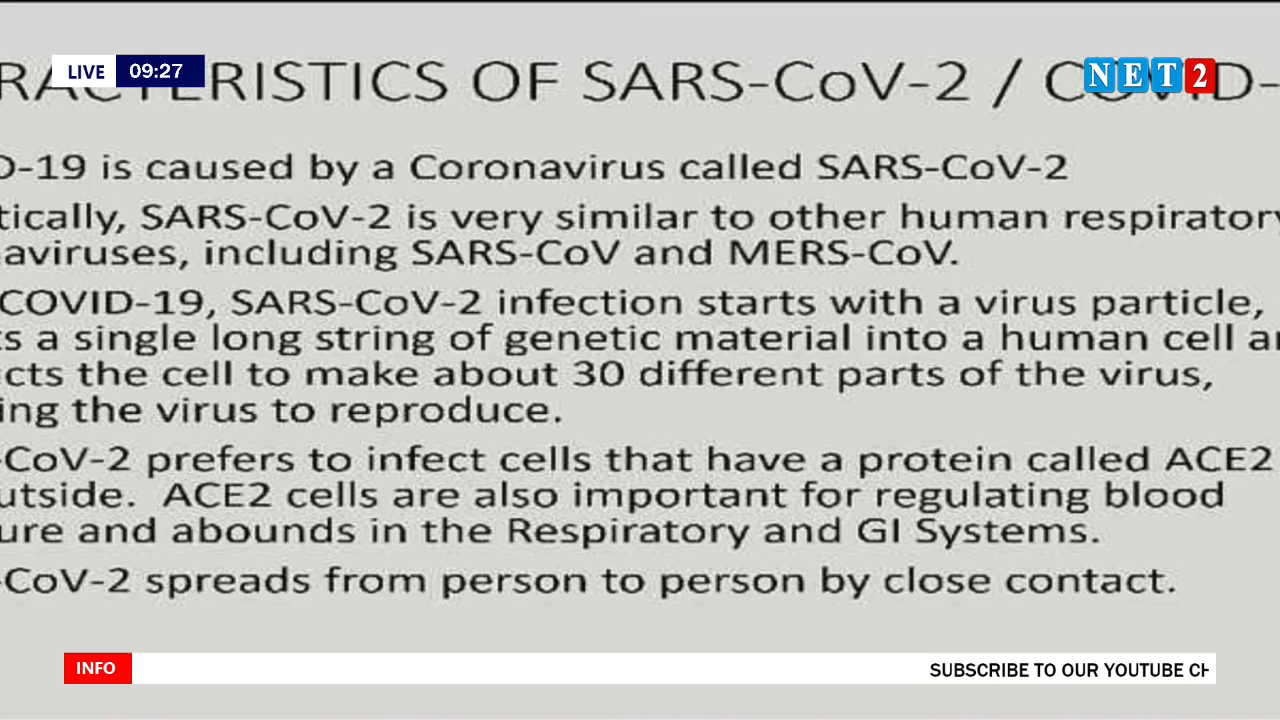 LIVE 09:27
RACTERISTICS OF SARS-CoV-2 / COVID-
NET2
D-19 is caused by a Coronavirus called SARS-CoV-2
tically, SARS-CoV-2 is very similar to other human respiratory
aviruses, including SARS-CoV and MERS-CoV.
COVID-19, SARS-CoV-2 infection starts with a virus particle,
ts a single long string of genetic material into a human cell an
cts the cell to make about 30 different parts of the virus,
ing the virus to reproduce.
-CoV-2 prefers to infect cells that have a protein called ACE2
utside. ACE2 cells are also important for regulating blood
ure and abounds in the Respiratory and GI Systems.
-CoV-2 spreads from person to person by close contact.
INFO
SUBSCRIBE TO OUR YOUTUBE CH